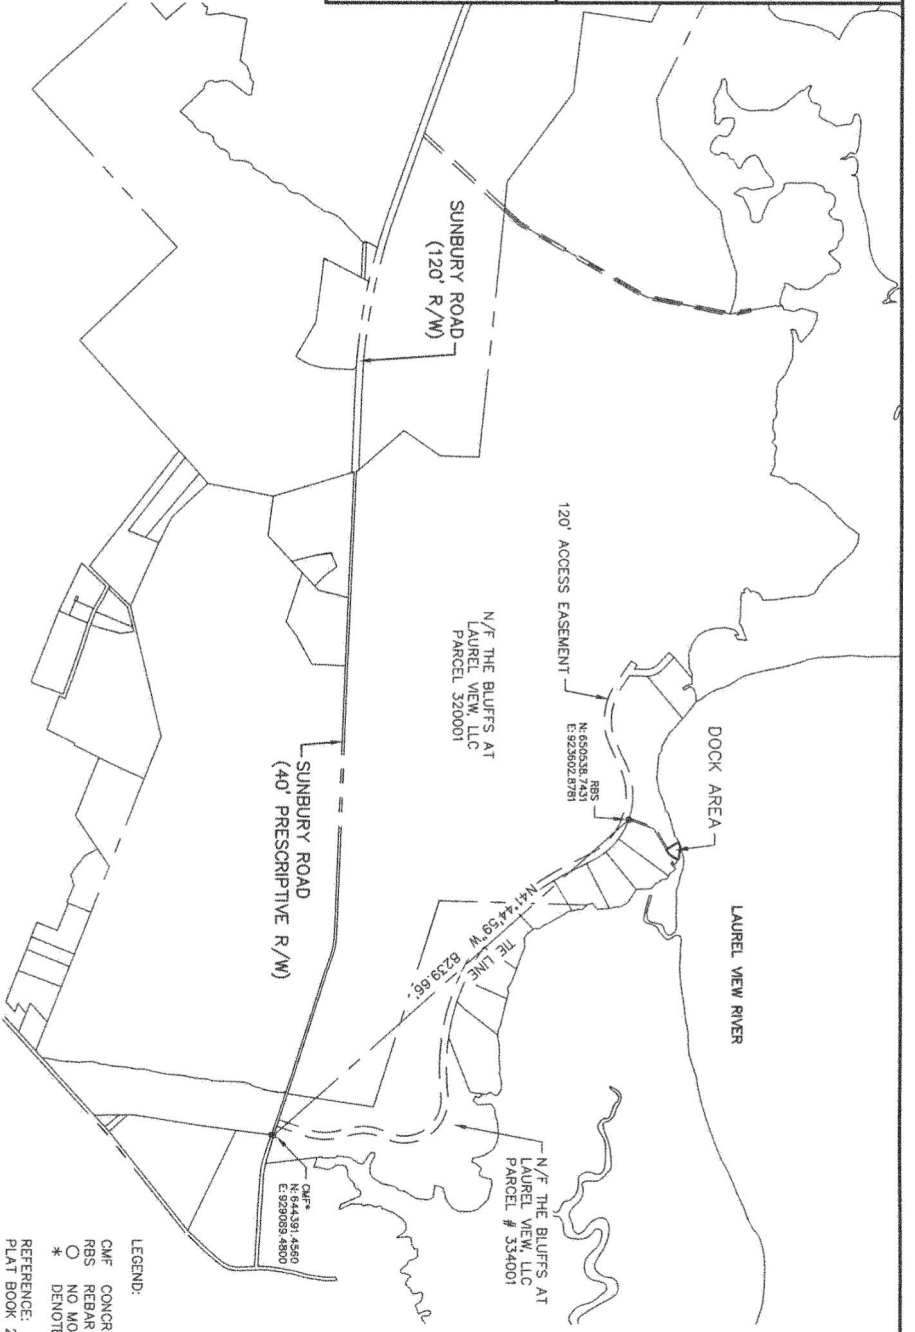 SUNBURY ROAD
(120' R/W)
120' ACCESS EASEMENT
N/F THE BLUFFS AT
LAUREL VIEW, LLC
PARCEL 320001
RBS
N:650538.7431
E:923602.8781
DOCK AREA
LAUREL VIEW RIVER
SUNBURY ROAD
(40' PRESCRIPTIVE R/W)
N41°44'59"W
8239.66'
TIE LINE
N/F THE BLUFFS AT
LAUREL VIEW, LLC
PARCEL # 334001
CMF*
N:644391.4560
E:929089.4800
LEGEND:
CMF CONCR
RBS REBAR
O NO MO
* DENOTE
REFERENCE:
PLAT BOOK 2